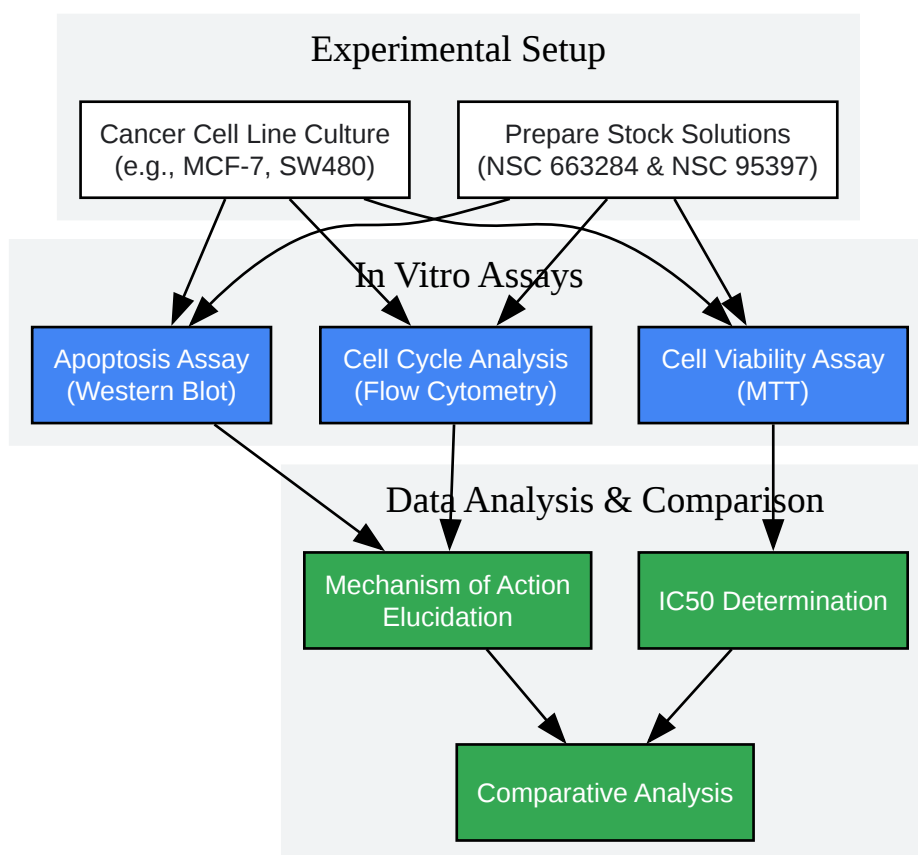 Experimental Setup
Cancer Cell Line Culture
(e.g., MCF-7, SW480)
Prepare Stock Solutions
(NSC 663284 & NSC 95397)
In Vitro Assays
Apoptosis Assay
(Western Blot)
Cell Cycle Analysis
(Flow Cytometry)
Cell Viability Assay
(MTT)
Data Analysis & Comparison
Mechanism of Action
Elucidation
IC50 Determination
Comparative Analysis